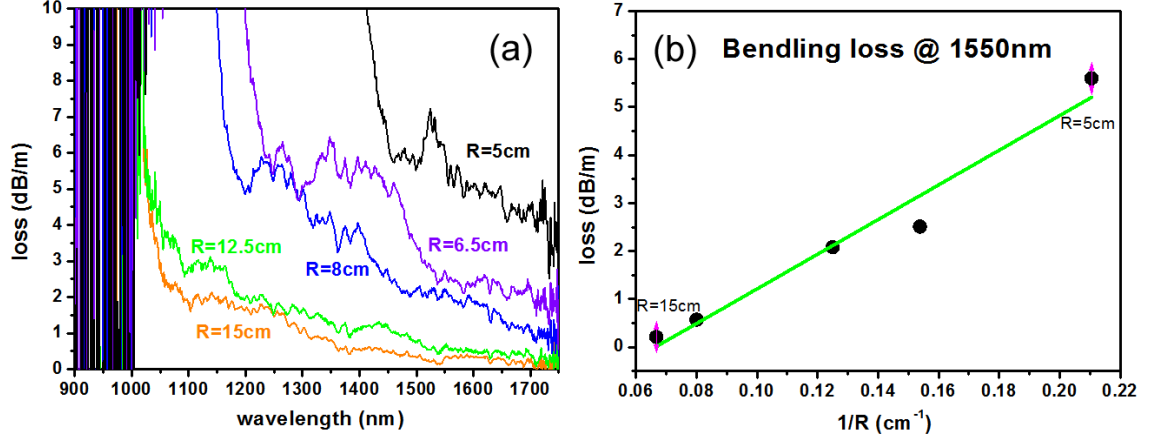 (a)
10
9
8
7
6
5
4
3
2
1
0
loss (dB/m)
R=5cm
R=12.5cm
R=6.5cm
R=8cm
R=15cm
900 1000 1100 1200 1300 1400 1500 1600 1700
wavelength (nm)
(b)
Bendling loss @ 1550nm
7
6
5
4
3
2
1
0
loss (dB/m)
R=5cm
R=15cm
0.06 0.08 0.10 0.12 0.14 0.16 0.18 0.20 0.22
1/R (cm⁻¹)